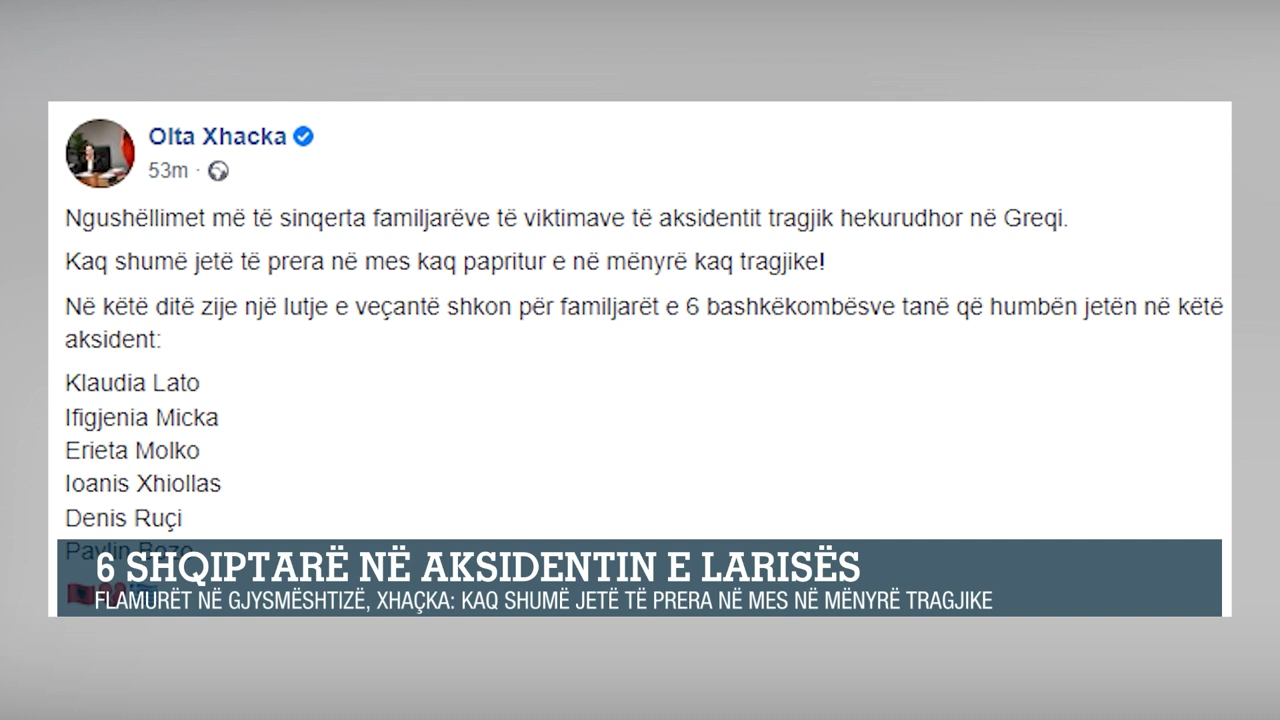 Olta Xhacka
53m ·
Ngushëllimet më të sinqerta familjarëve të viktimave të aksidentit tragjik hekurudhor në Greqi.
Kaq shumë jetë të prera në mes kaq papritur e në mënyrë kaq tragjike!
Në këtë ditë zije një lutje e veçantë shkon për familjarët e 6 bashkëkombësve tanë që humbën jetën në këtë
aksident:
Klaudia Lato
Ifigjenia Micka
Erieta Molko
Ioanis Xhiollas
Denis Ruçi
Pavlin Bozo
6 SHQIPTARË NË AKSIDENTIN E LARISËS
FLAMURËT NË GJYSMËSHTIZË, XHAÇKA: KAQ SHUMË JETË TË PRERA NË MES NË MËNYRË TRAGJIKE